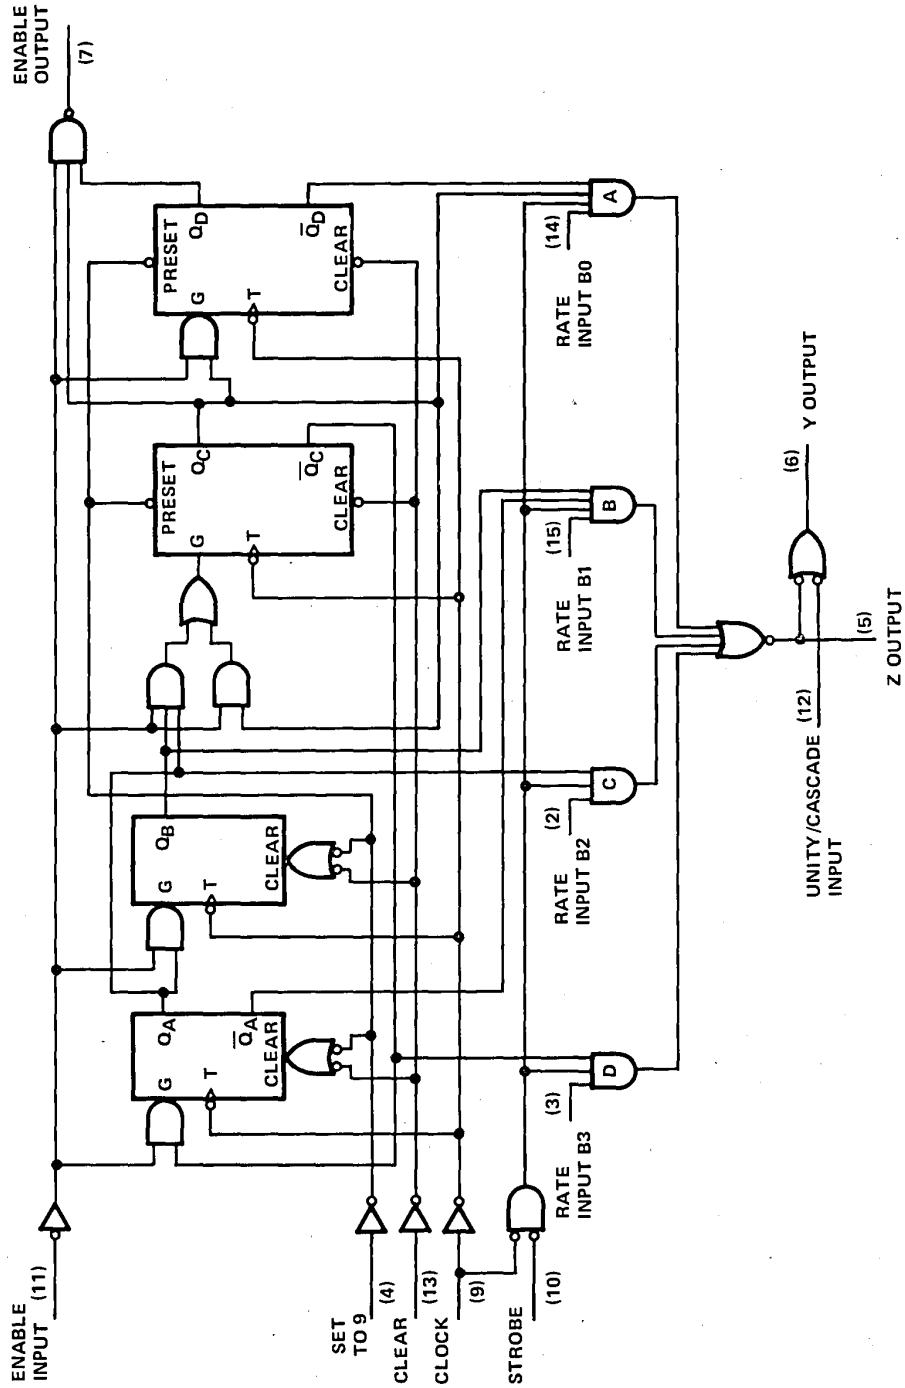 ENABLE
INPUT
(11)
SET
TO 9
(4)
CLEAR
(13)
CLOCK
(9)
STROBE
(10)
G
QA
T
Q̅A
CLEAR
G
QB
T
CLEAR
PRESET
G
QC
T
Q̅C
CLEAR
PRESET
G
QD
T
Q̅D
CLEAR
ENABLE
OUTPUT
(7)
RATE
INPUT B3
(3)
D
RATE
INPUT B2
(2)
C
RATE
INPUT B1
(15)
B
RATE
INPUT B0
(14)
A
UNITY/CASCADE
INPUT
(12)
Z OUTPUT
(5)
Y OUTPUT
(6)